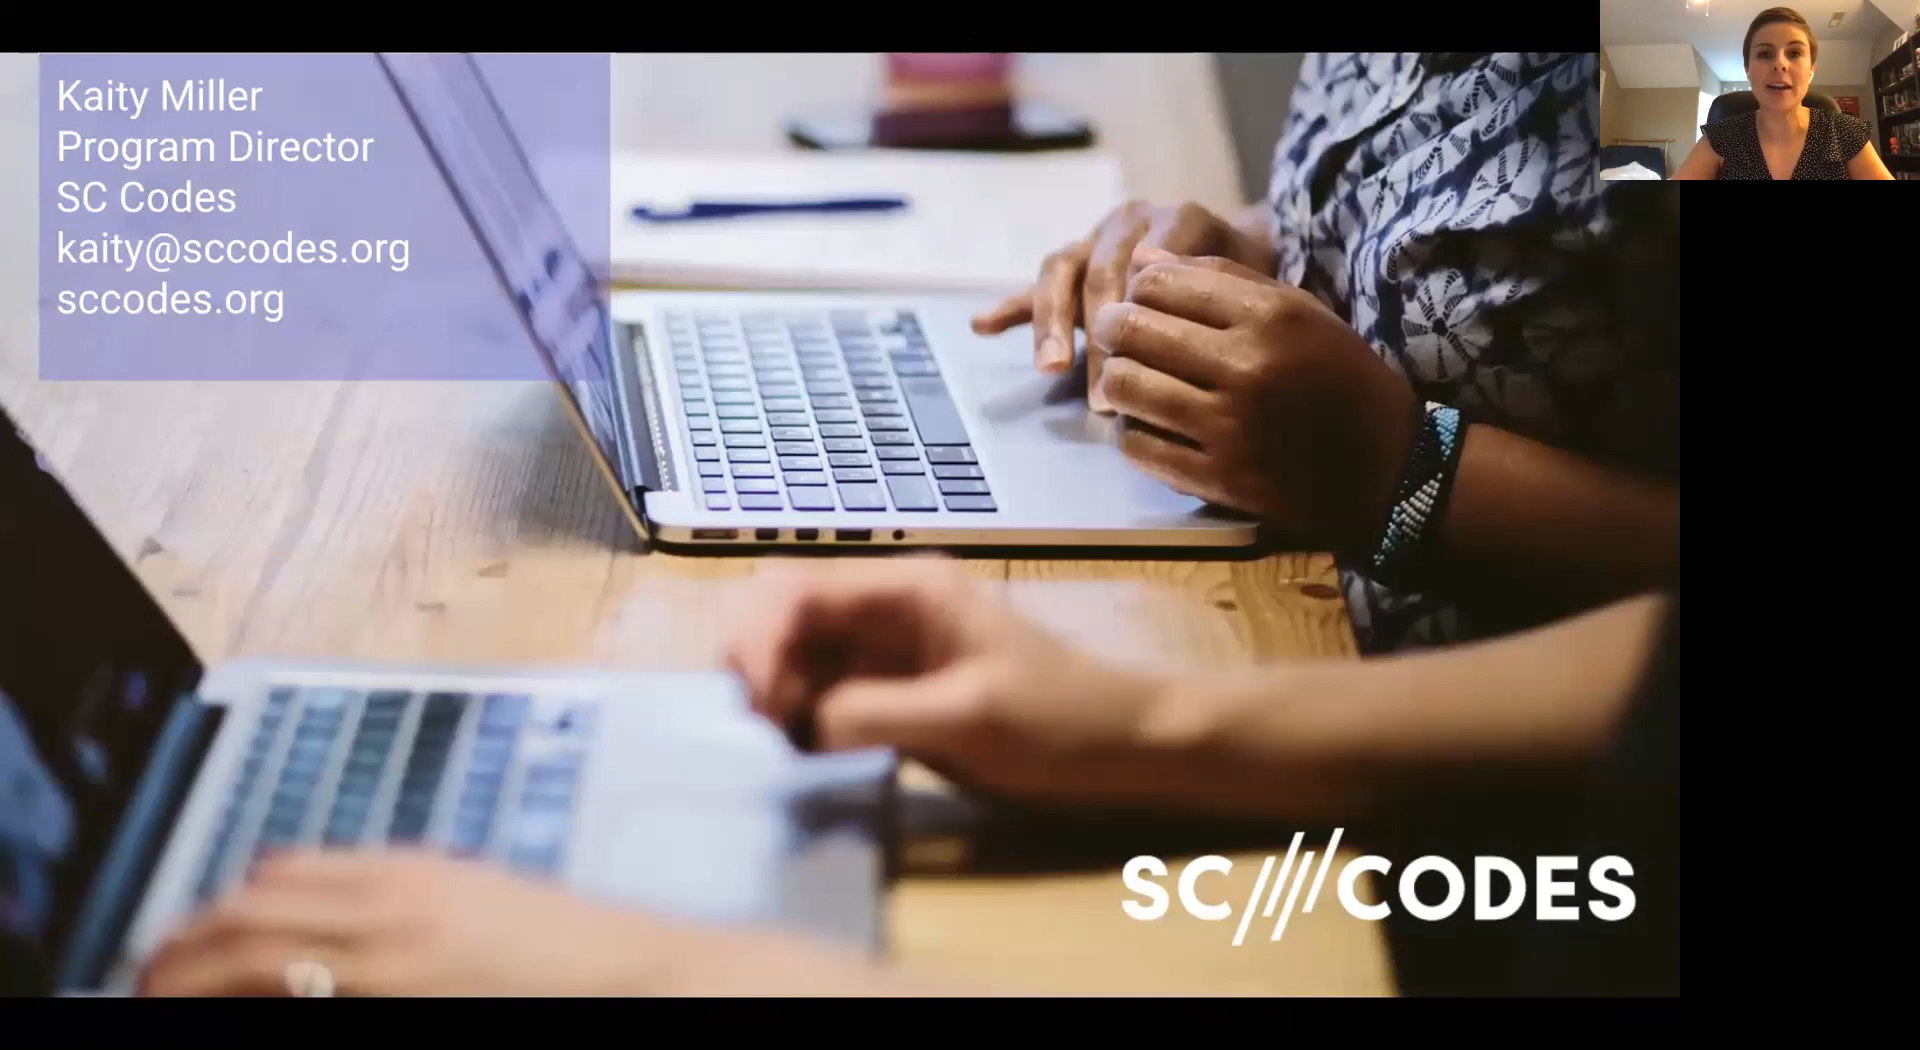 Kaity Miller
Program Director
SC Codes
kaity@sccodes.org
sccodes.org
SC CODES